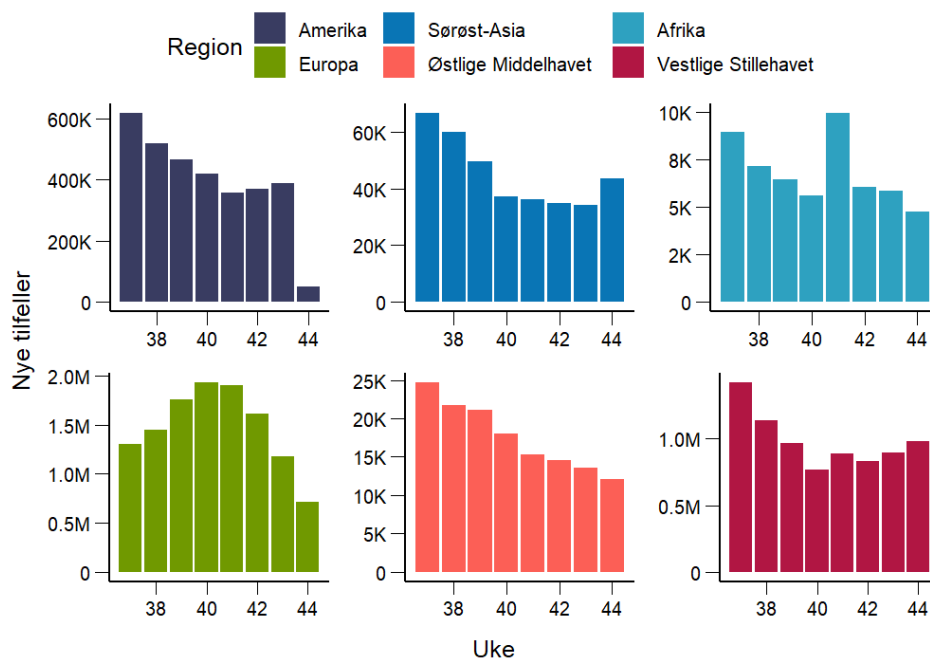 Region
Amerika
Sørøst-Asia
Afrika
Europa
Østlige Middelhavet
Vestlige Stillehavet
Nye tilfeller
600K
400K
200K
0
38 40 42 44
60K
40K
20K
0
38 40 42 44
10K
8K
5K
2K
0
38 40 42 44
2.0M
1.5M
1.0M
0.5M
0
38 40 42 44
25K
20K
15K
10K
5K
0
38 40 42 44
1.0M
0.5M
0
38 40 42 44
Uke